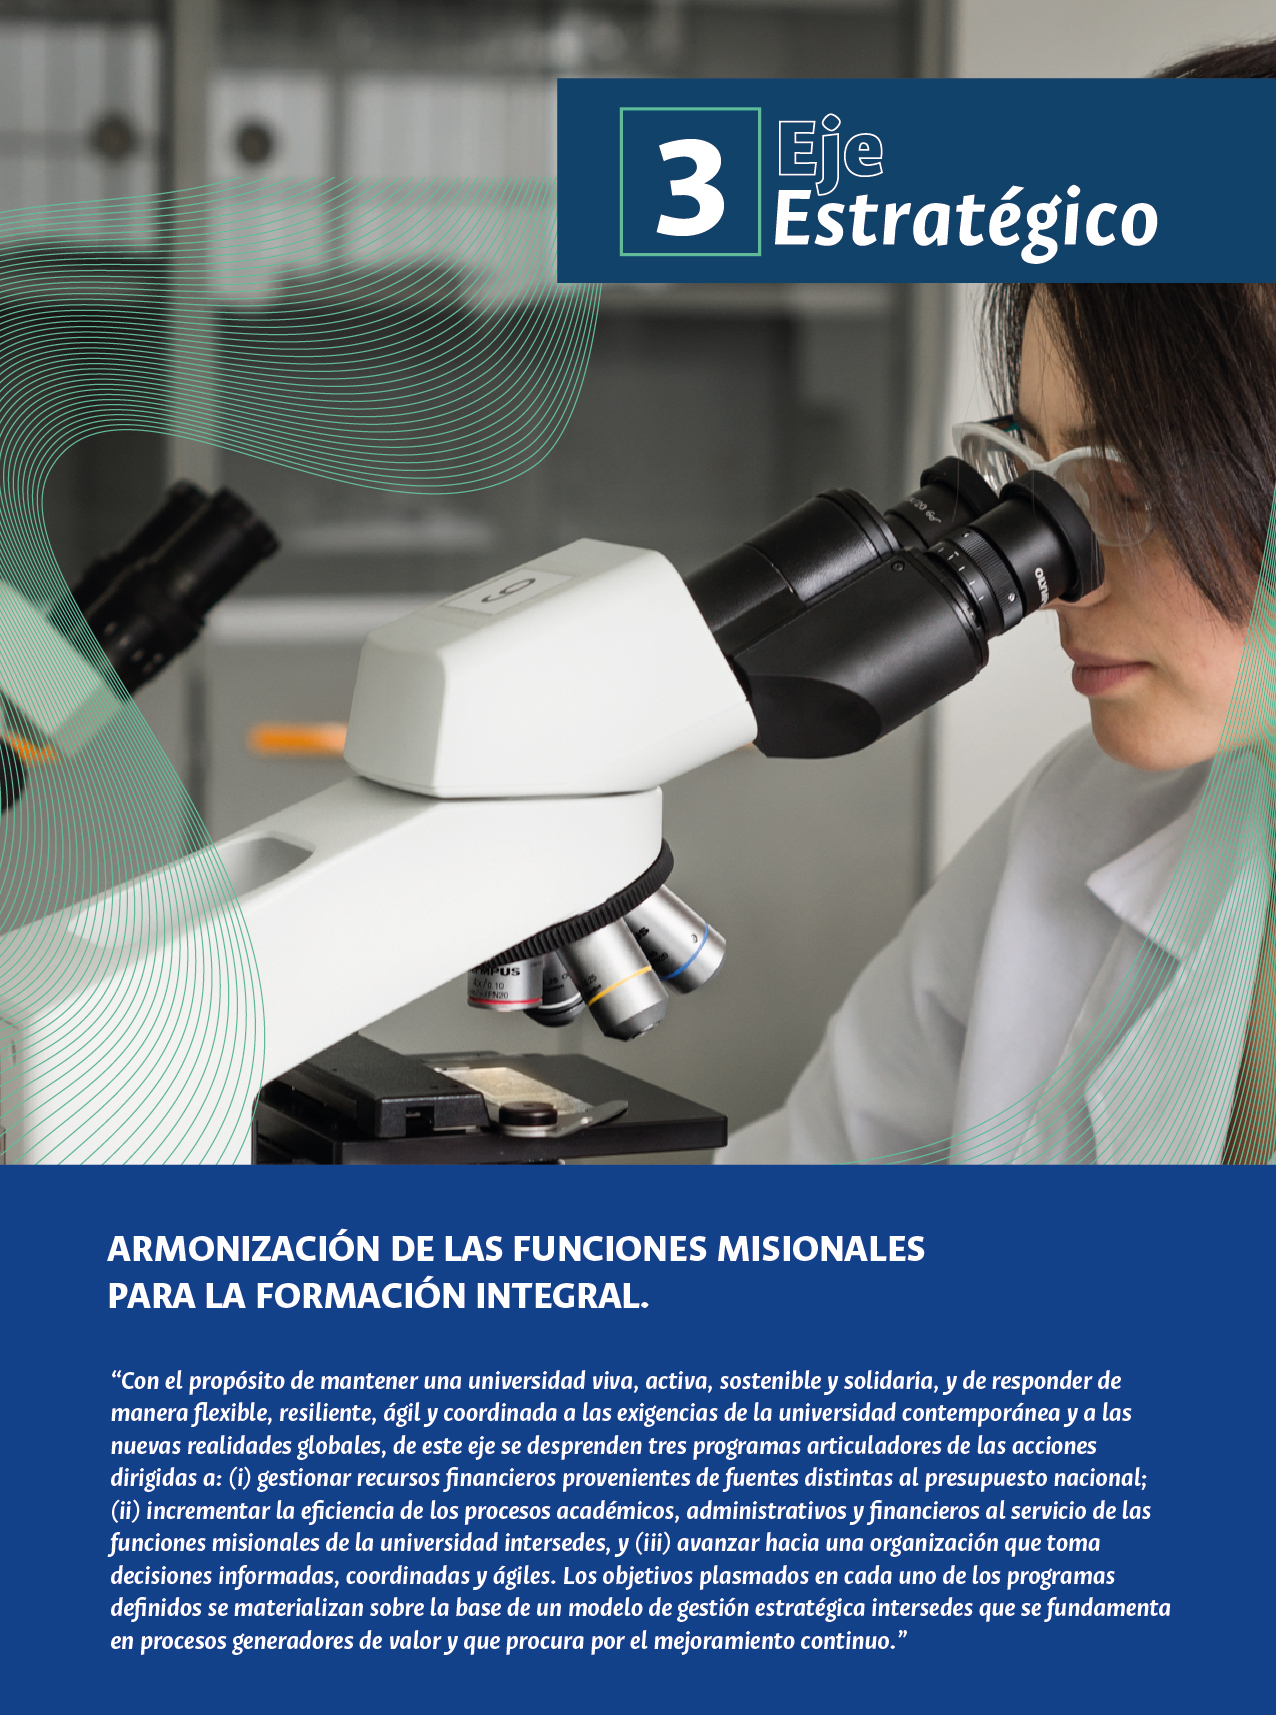 3
Eje
Estratégico
6
OLYMPUS
4x/0.10
FN20
ARMONIZACIÓN DE LAS FUNCIONES MISIONALES
PARA LA FORMACIÓN INTEGRAL.
“Con el propósito de mantener una universidad viva, activa, sostenible y solidaria, y de responder de
manera flexible, resiliente, ágil y coordinada a las exigencias de la universidad contemporánea y a las
nuevas realidades globales, de este eje se desprenden tres programas articuladores de las acciones
dirigidas a: (i) gestionar recursos financieros provenientes de fuentes distintas al presupuesto nacional;
(ii) incrementar la eficiencia de los procesos académicos, administrativos y financieros al servicio de las
funciones misionales de la universidad intersedes, y (iii) avanzar hacia una organización que toma
decisiones informadas, coordinadas y ágiles. Los objetivos plasmados en cada uno de los programas
definidos se materializan sobre la base de un modelo de gestión estratégica intersedes que se fundamenta
en procesos generadores de valor y que procura por el mejoramiento continuo.”